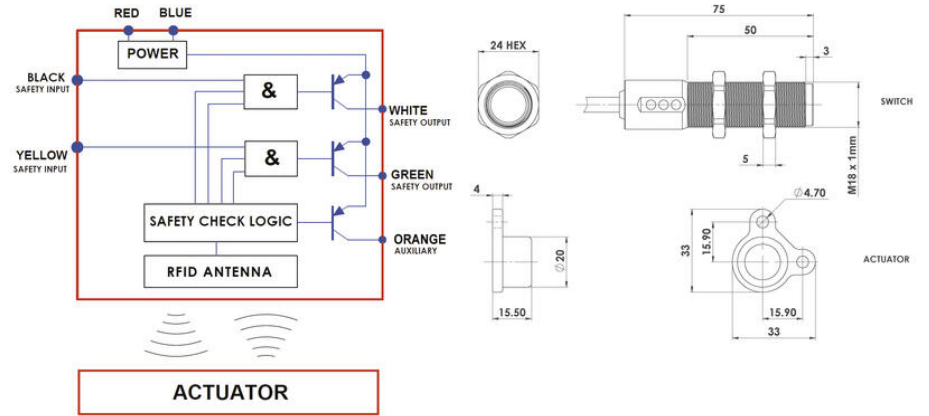 RED BLUE
POWER
BLACK
SAFETY INPUT
&
WHITE
SAFETY OUTPUT
YELLOW
SAFETY INPUT
&
GREEN
SAFETY OUTPUT
SAFETY CHECK LOGIC
ORANGE
AUXILIARY
RFID ANTENNA
ACTUATOR
24 HEX
75
50
3
SWITCH
5
M18 x 1mm
4
Ø20
15.50
Ø4.70
33
15.90
15.90
33
ACTUATOR